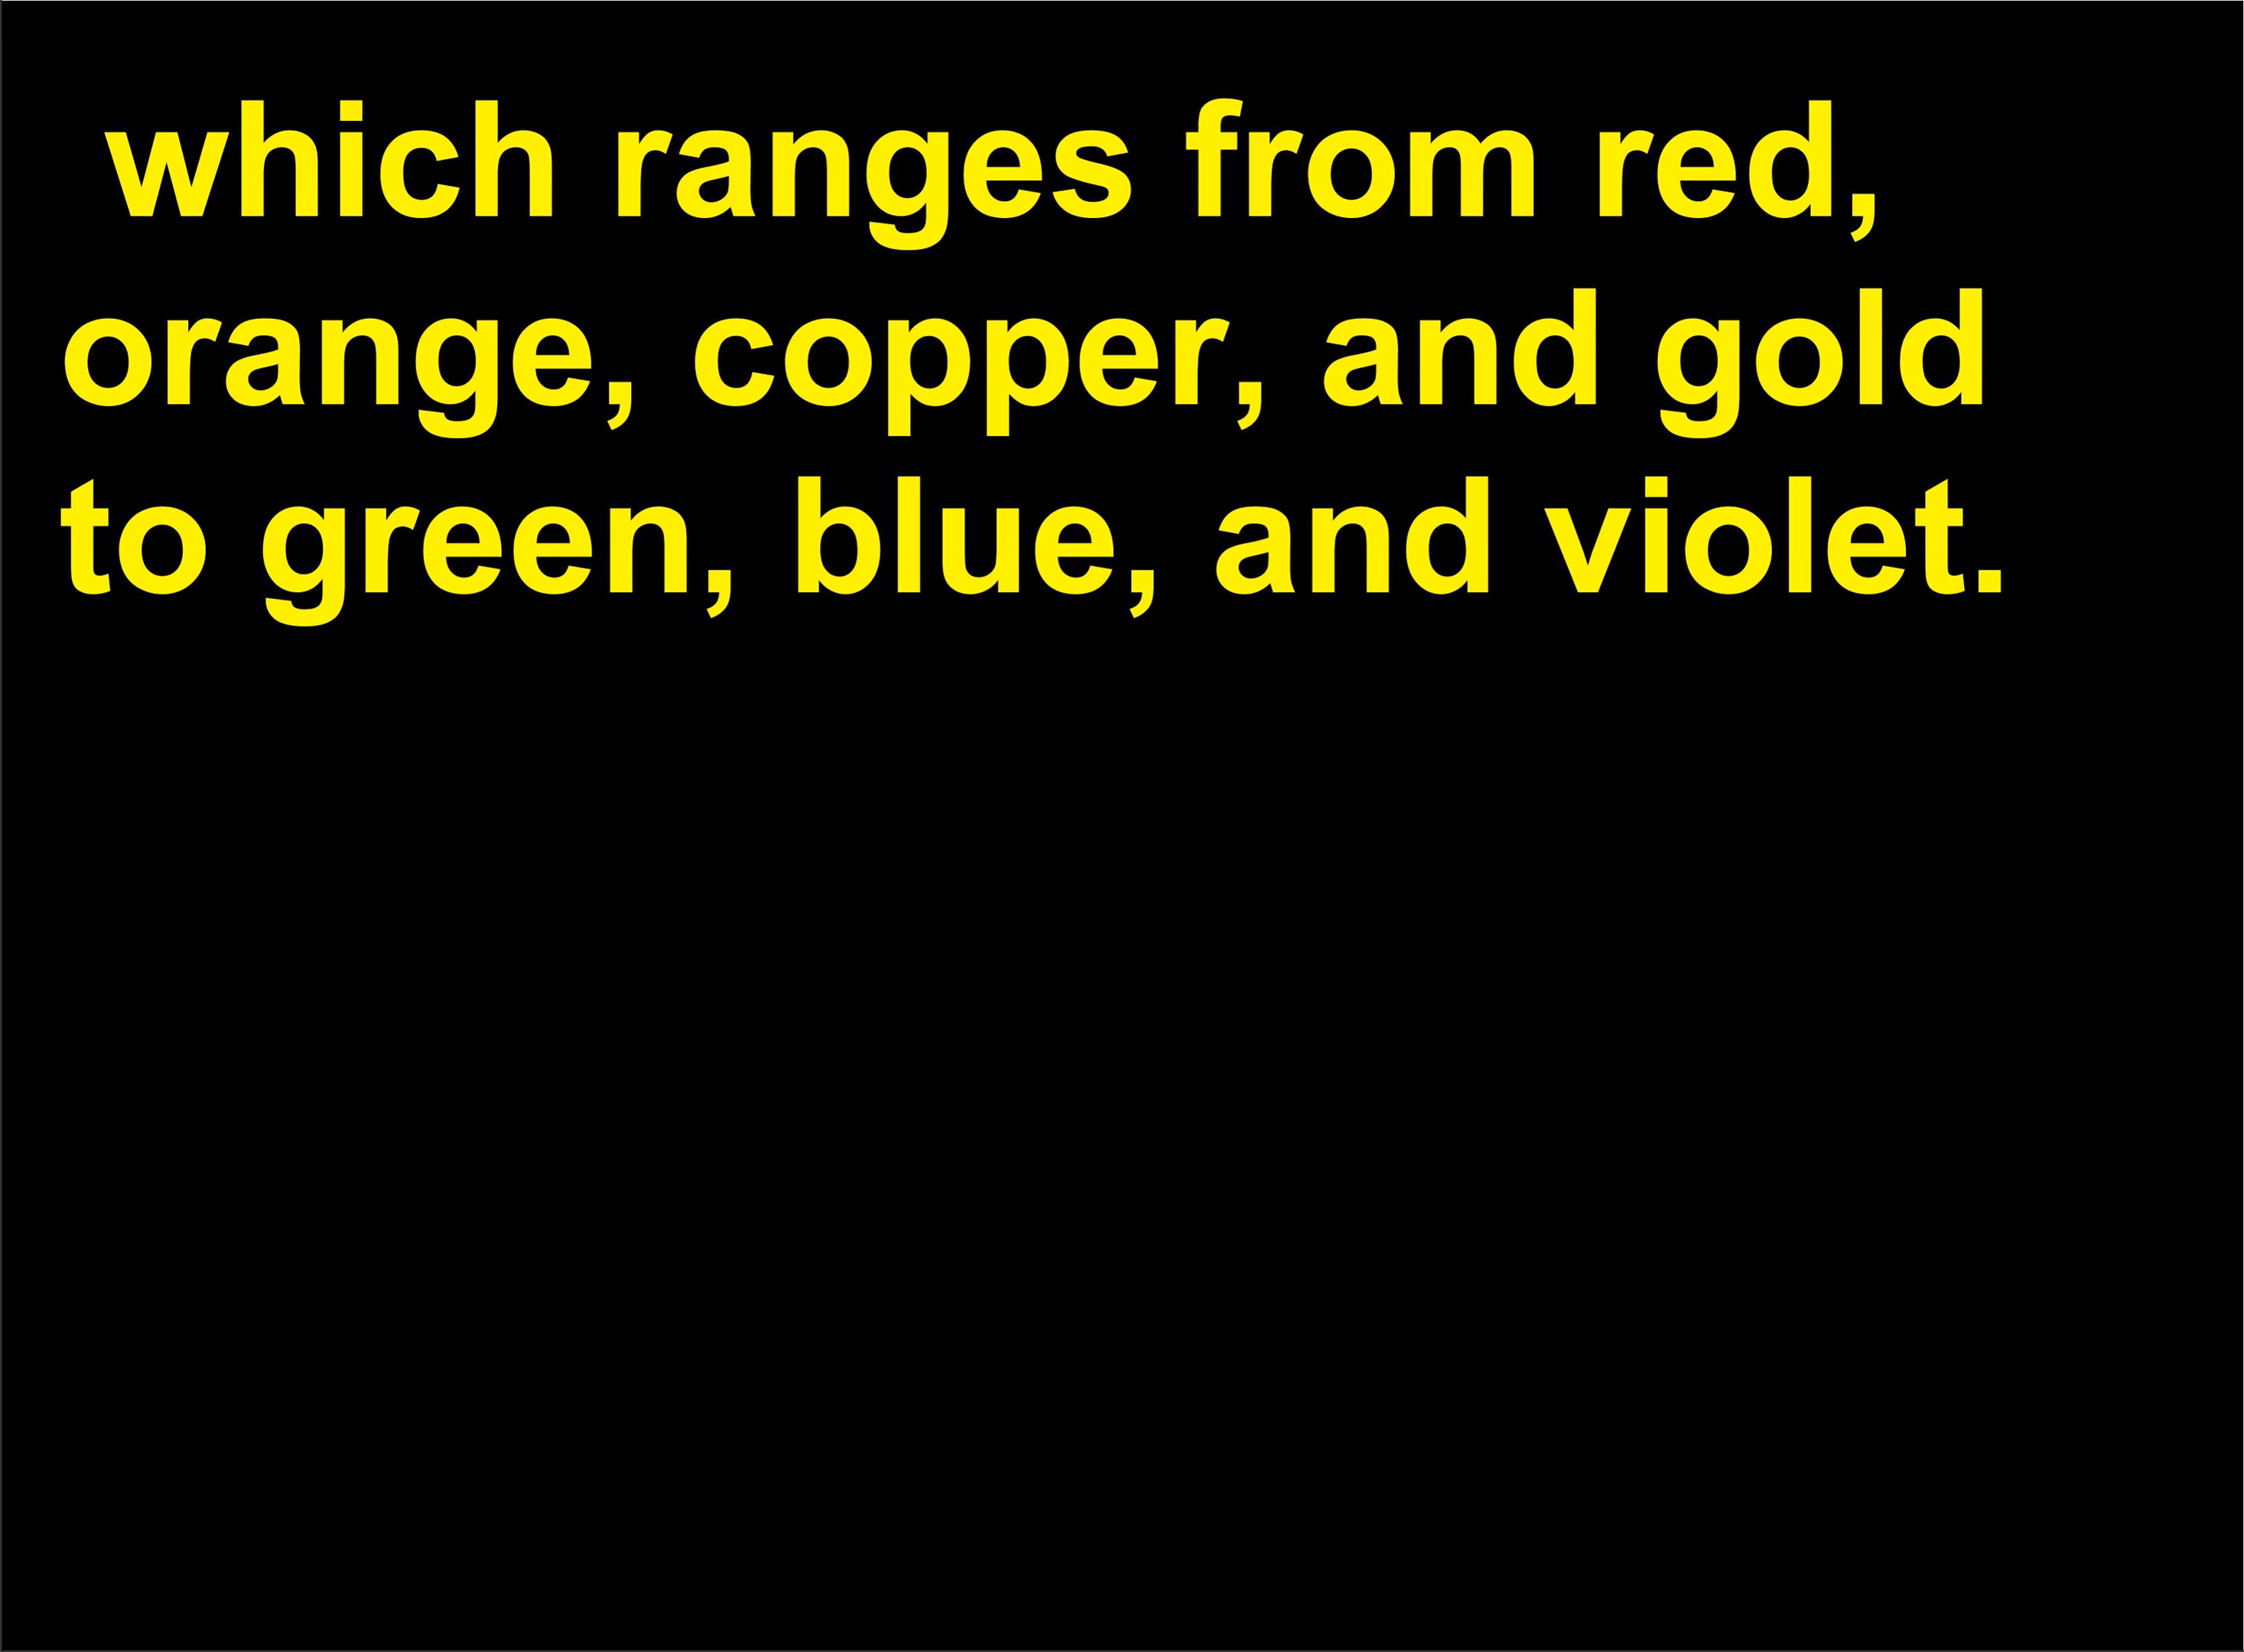 which ranges from red,
orange, copper, and gold
to green, blue, and violet.